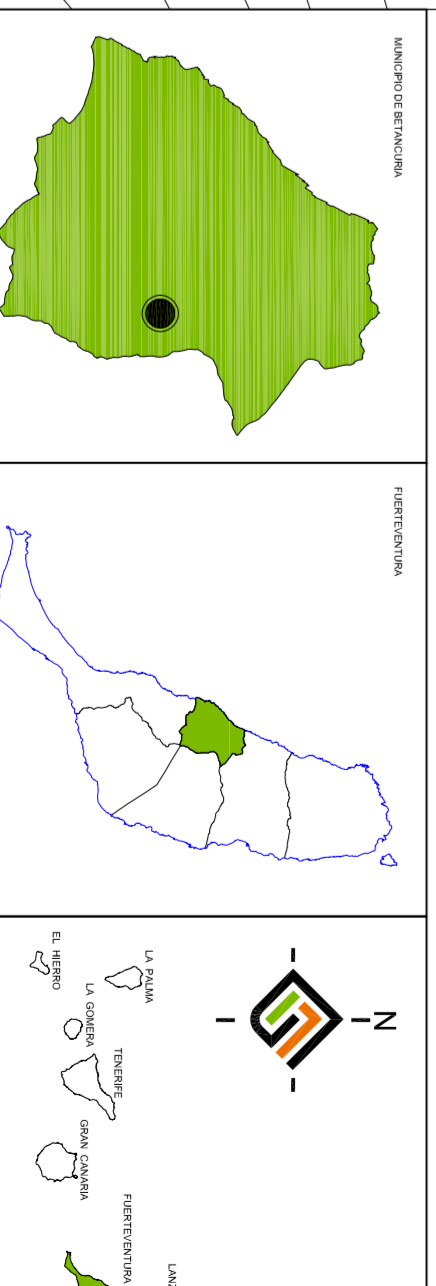 MUNICIPIO DE BETANCURIA
FUERTEVENTURA
N
LA PALMA
EL HIERRO
LA GOMERA
TENERIFE
GRAN CANARIA
FUERTEVENTURA